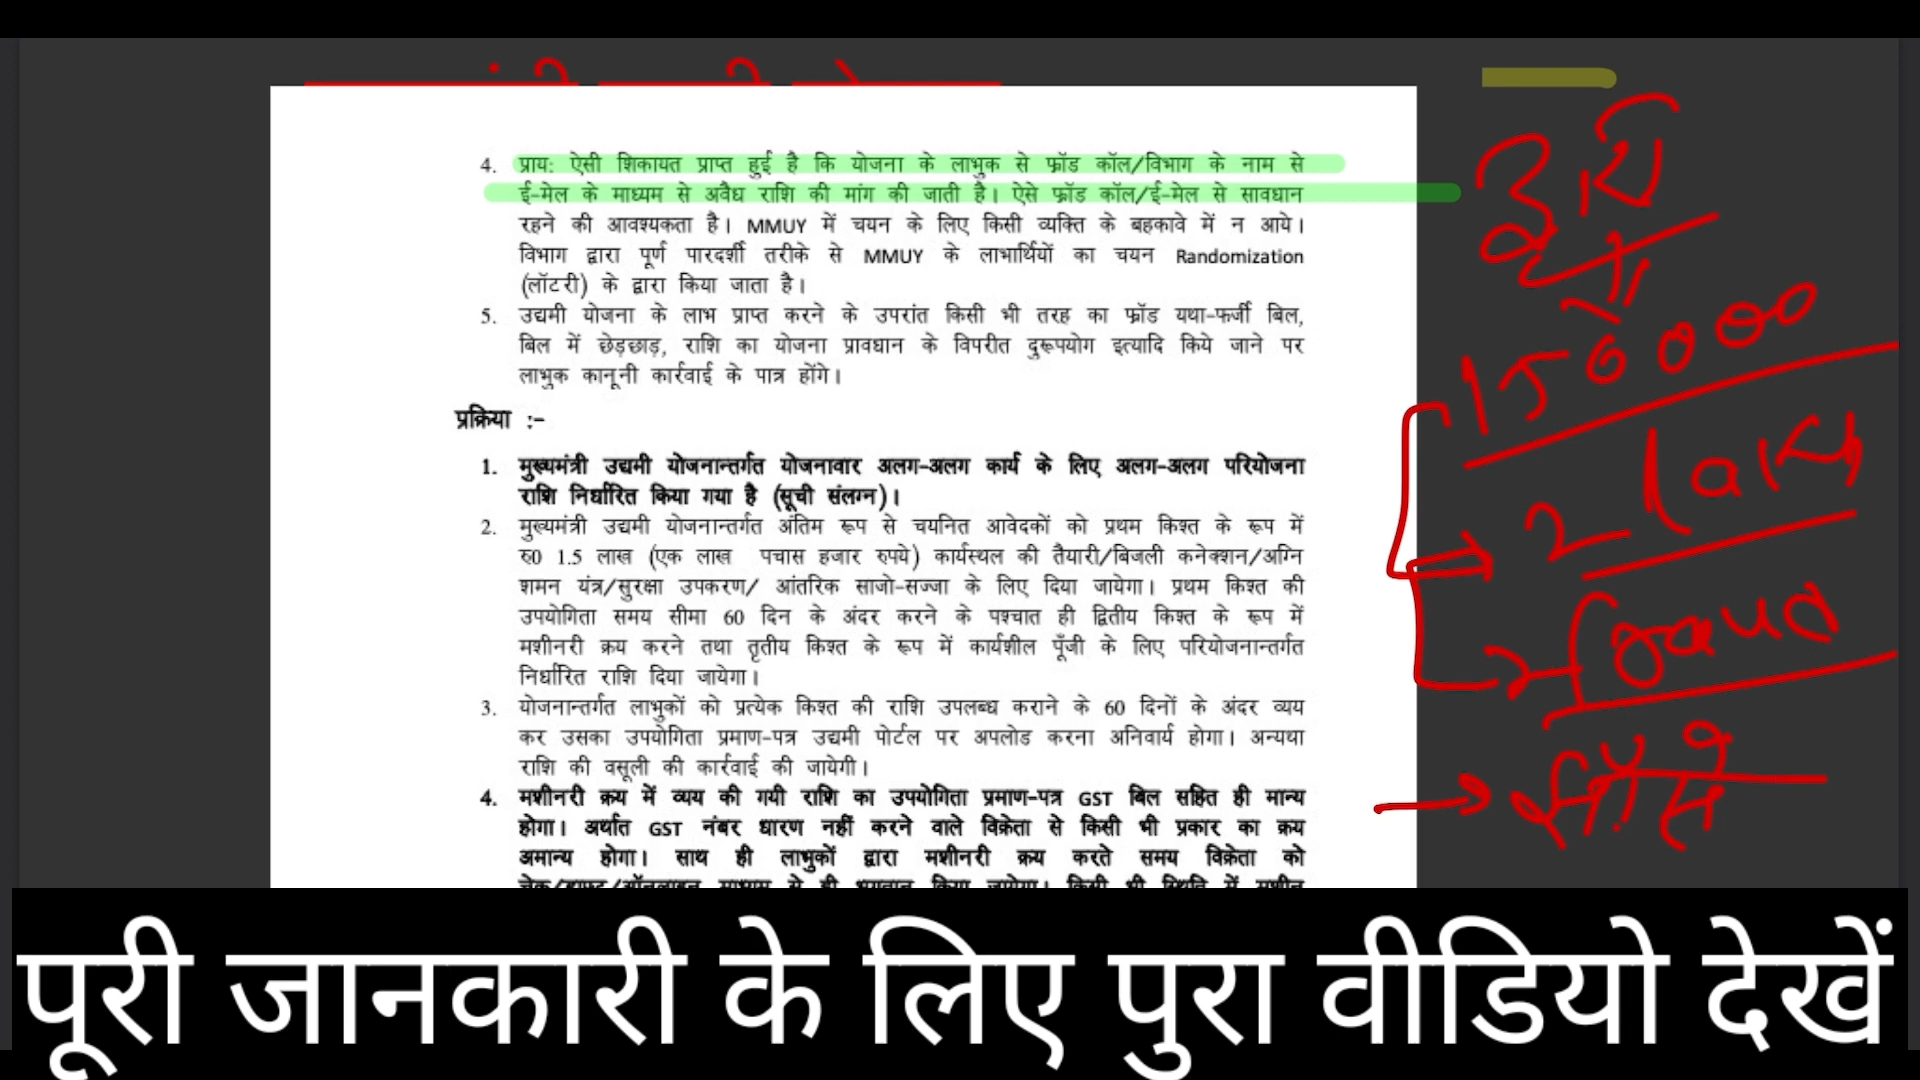 4. प्राय: ऐसी शिकायत प्राप्त हुई है कि योजना के लाभुक से फ्रॉड कॉल/विभाग के नाम से
ई-मेल के माध्यम से अवैध राशि की मांग की जाती है। ऐसे फ्रॉड कॉल/ई-मेल से सावधान
रहने की आवश्यकता है। MMUY में चयन के लिए किसी व्यक्ति के बहकावे में न आये।
विभाग द्वारा पूर्ण पारदर्शी तरीके से MMUY के लाभार्थियों का चयन Randomization
(लॉटरी) के द्वारा किया जाता है।
5. उद्यमी योजना के लाभ प्राप्त करने के उपरांत किसी भी तरह का फ्रॉड यथा-फर्जी बिल,
बिल में छेड़छाड़, राशि का योजना प्रावधान के विपरीत दुरूपयोग इत्यादि किये जाने पर
लाभुक कानूनी कार्रवाई के पात्र होंगे।
प्रक्रिया :-
1. मुख्यमंत्री उद्यमी योजनान्तर्गत योजनावार अलग-अलग कार्य के लिए अलग-अलग परियोजना
राशि निर्धारित किया गया है (सूची संलग्न)।
2. मुख्यमंत्री उद्यमी योजनान्तर्गत अंतिम रूप से चयनित आवेदकों को प्रथम किश्त के रूप में
रु0 1.5 लाख (एक लाख पचास हजार रुपये) कार्यस्थल की तैयारी/बिजली कनेक्शन/अग्नि
शमन यंत्र/सुरक्षा उपकरण/ आंतरिक साजो-सज्जा के लिए दिया जायेगा। प्रथम किश्त की
उपयोगिता समय सीमा 60 दिन के अंदर करने के पश्चात ही द्वितीय किश्त के रूप में
मशीनरी क्रय करने तथा तृतीय किश्त के रूप में कार्यशील पूँजी के लिए परियोजनान्तर्गत
निर्धारित राशि दिया जायेगा।
3. योजनान्तर्गत लाभुकों को प्रत्येक किश्त की राशि उपलब्ध कराने के 60 दिनों के अंदर व्यय
कर उसका उपयोगिता प्रमाण-पत्र उद्यमी पोर्टल पर अपलोड करना अनिवार्य होगा। अन्यथा
राशि की वसूली की कार्रवाई की जायेगी।
4. मशीनरी क्रय में व्यय की गयी राशि का उपयोगिता प्रमाण-पत्र GST बिल सहित ही मान्य
होगा। अर्थात GST नंबर धारण नहीं करने वाले विक्रेता से किसी भी प्रकार का क्रय
अमान्य होगा। साथ ही लाभुकों द्वारा मशीनरी क्रय करते समय विक्रेता को
चेक/ड्राफ्ट/ऑनलाइन माध्यम से ही भुगतान किया जायेगा। किसी भी स्थिति में मशीन
150000
2 लाख
पूरी जानकारी के लिए पुरा वीडियो देखें